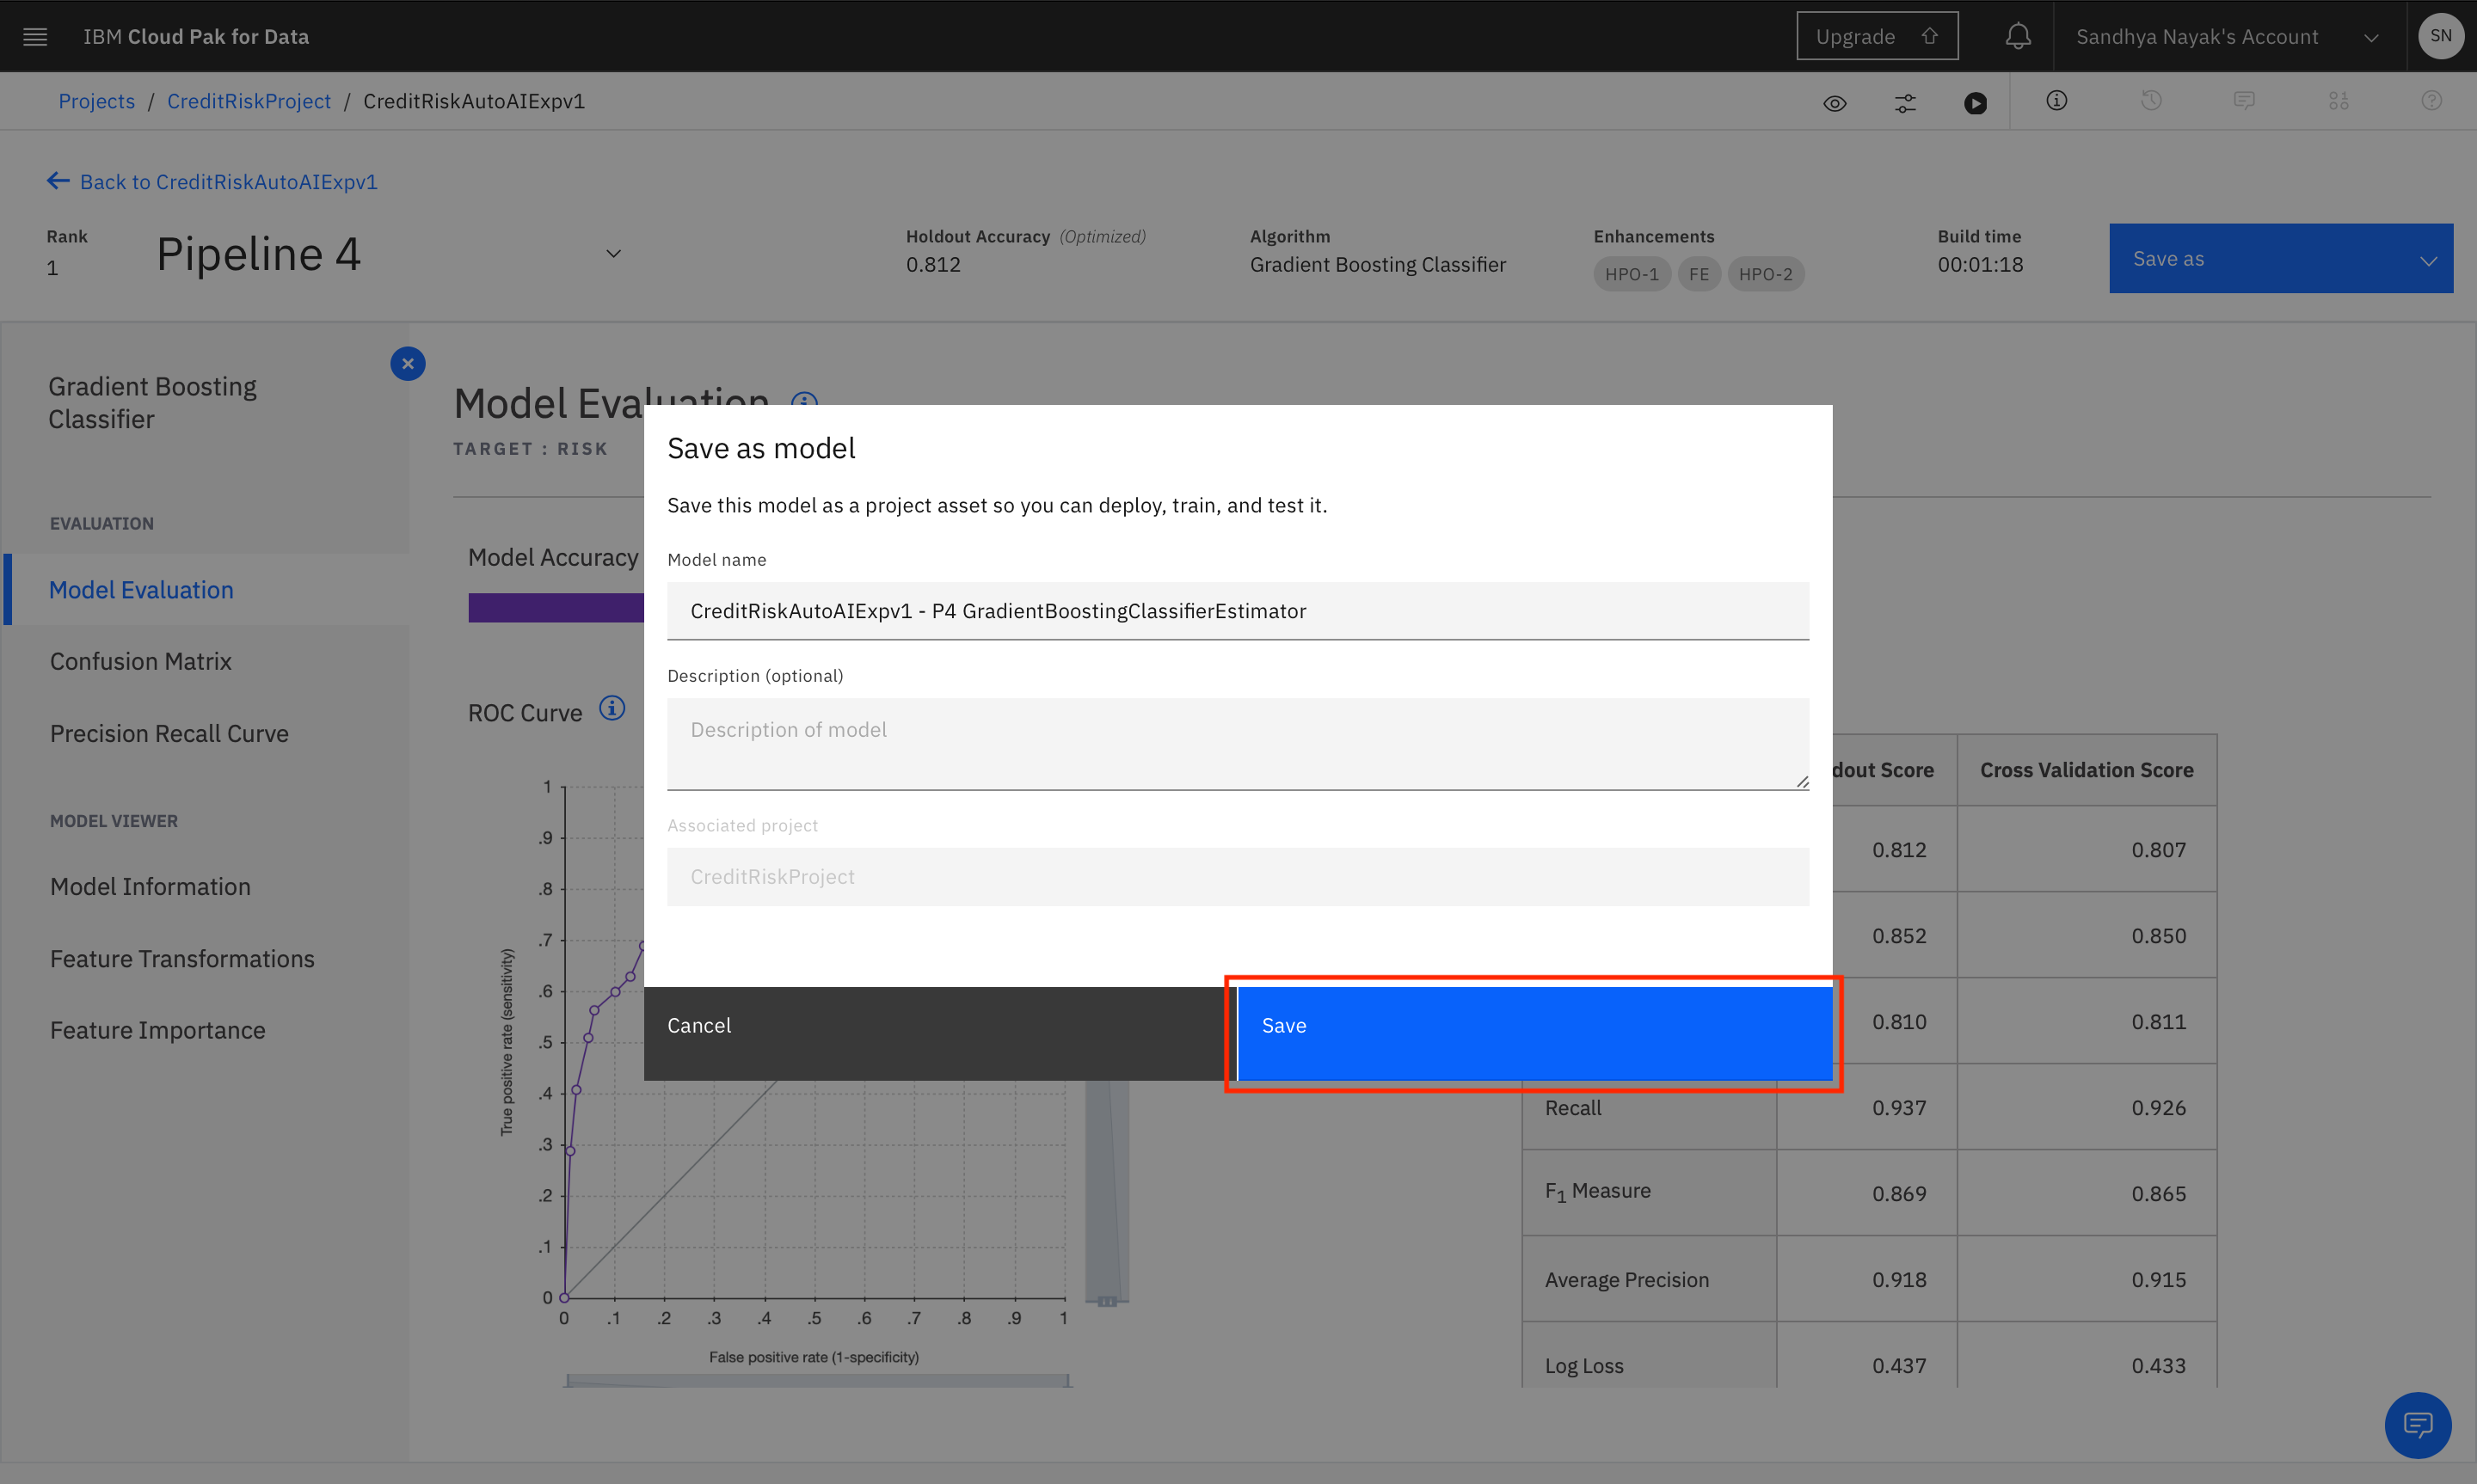 IBM Cloud Pak for Data
Upgrade
Sandhya Nayak's Account
SN
Projects / CreditRiskProject / CreditRiskAutoAIExpv1
Back to CreditRiskAutoAIExpv1
Rank
1
Pipeline 4
Holdout Accuracy (Optimized)
0.812
Algorithm
Gradient Boosting Classifier
Enhancements
HPO-1 FE HPO-2
Build time
00:01:18
Save as
Gradient Boosting
Classifier
EVALUATION
Model Evaluation
Confusion Matrix
Precision Recall Curve
MODEL VIEWER
Model Information
Feature Transformations
Feature Importance
Model Evaluation
TARGET : RISK
Model Accuracy
ROC Curve
1
.9
.8
.7
.6
.5
.4
.3
.2
.1
0
True positive rate (sensitivity)
0 .1 .2 .3 .4 .5 .6 .7 .8 .9 1
False positive rate (1-specificity)
Save as model
Save this model as a project asset so you can deploy, train, and test it.
Model name
CreditRiskAutoAIExpv1 - P4 GradientBoostingClassifierEstimator
Description (optional)
Description of model
Associated project
CreditRiskProject
Cancel
Save
Score Cross Validation Score
0.812 0.807
0.852 0.850
0.810 0.811
Recall 0.937 0.926
F1 Measure 0.869 0.865
Average Precision 0.918 0.915
Log Loss 0.437 0.433